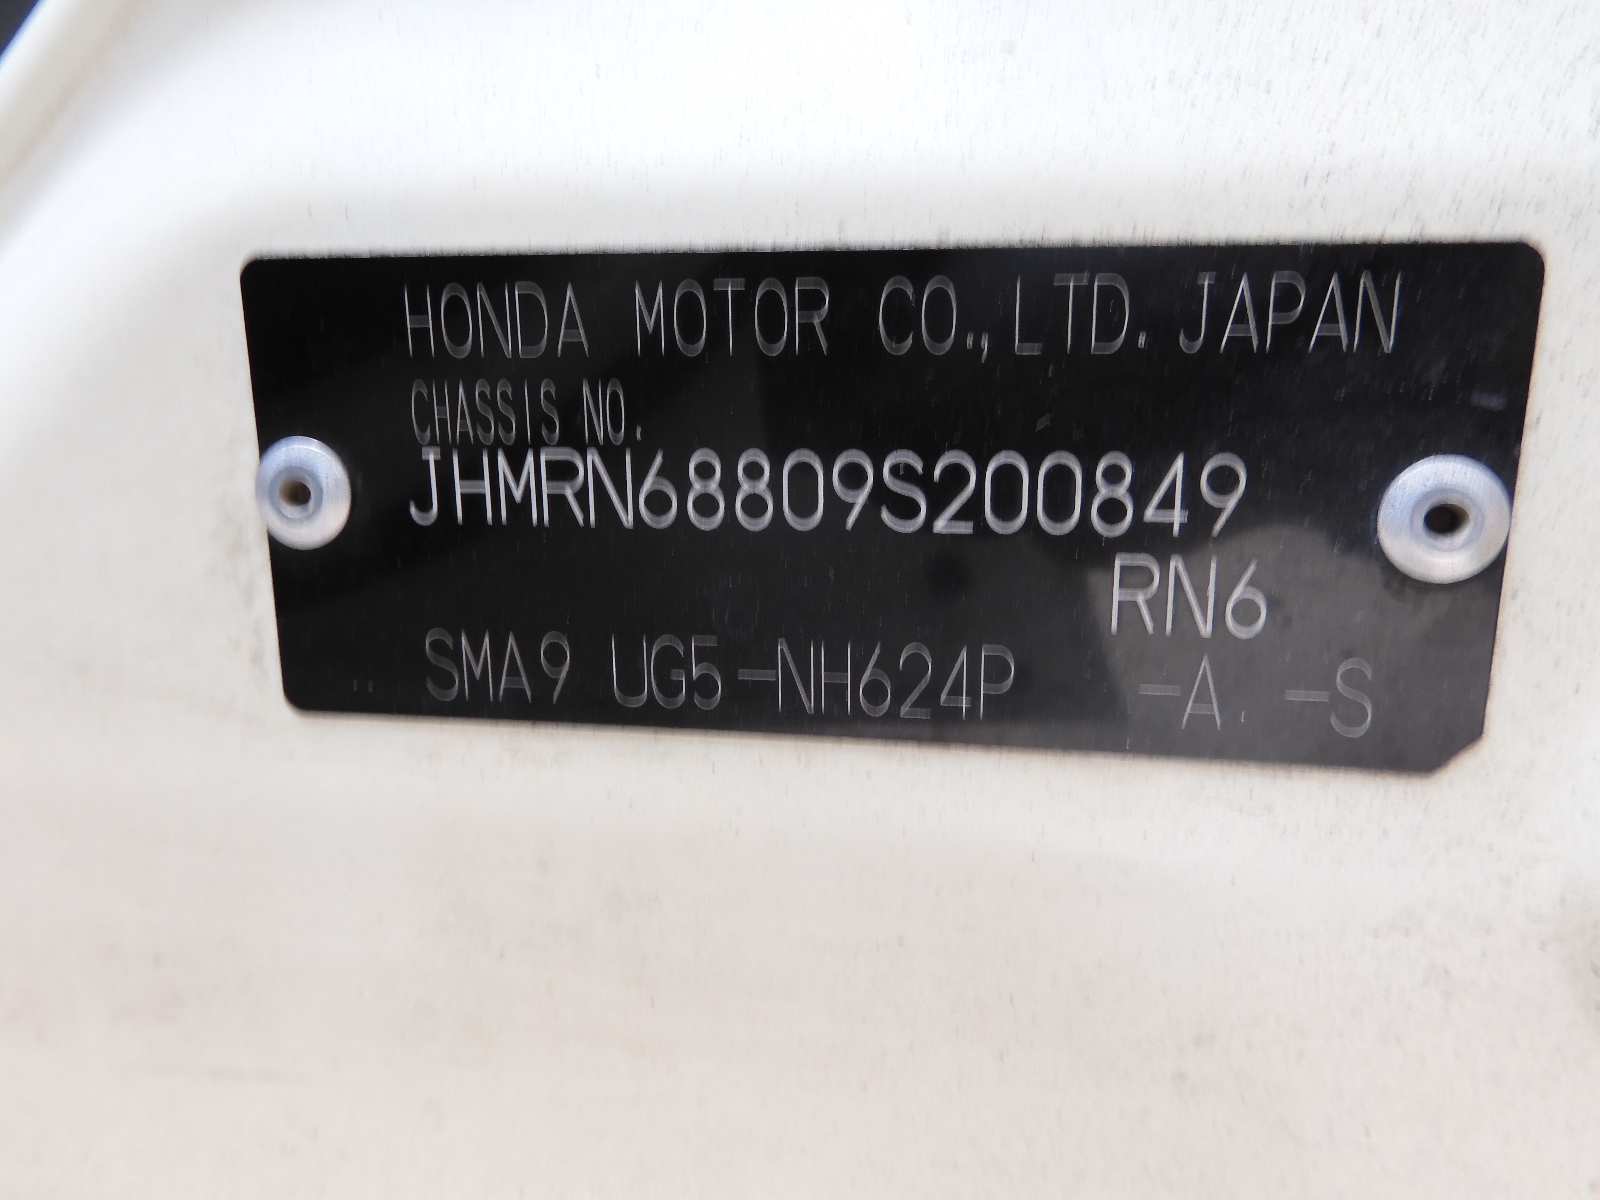 HONDA MOTOR CO., LTD. JAPAN
CHASSIS NO.
JHMRN68809S200849
RN6
SMA9 UG5-NH624P -A -S